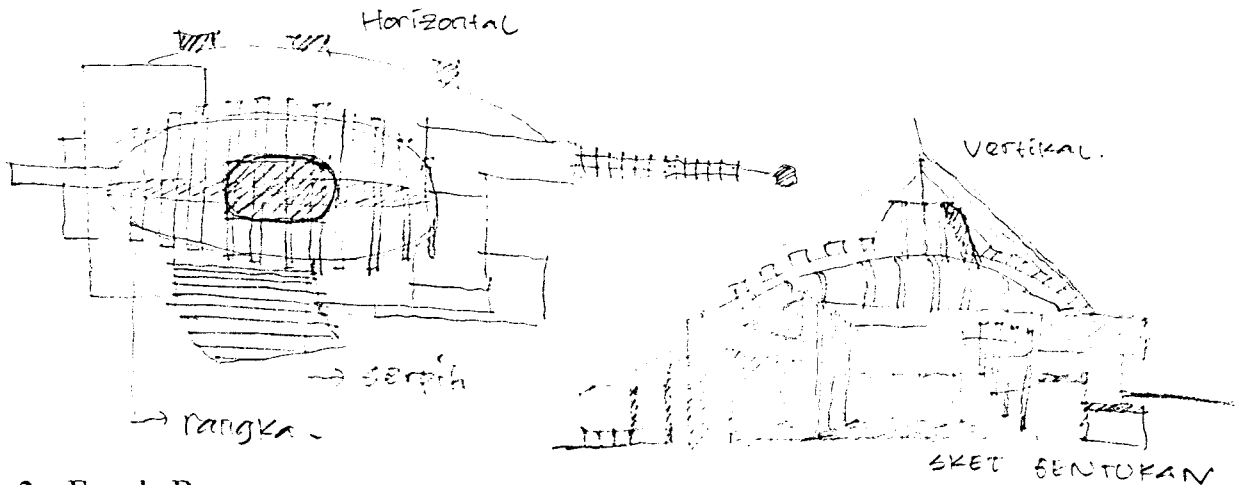 Horizontal
Vertikal.
→ serpih
→ rangka -
SKET BENTUKAN